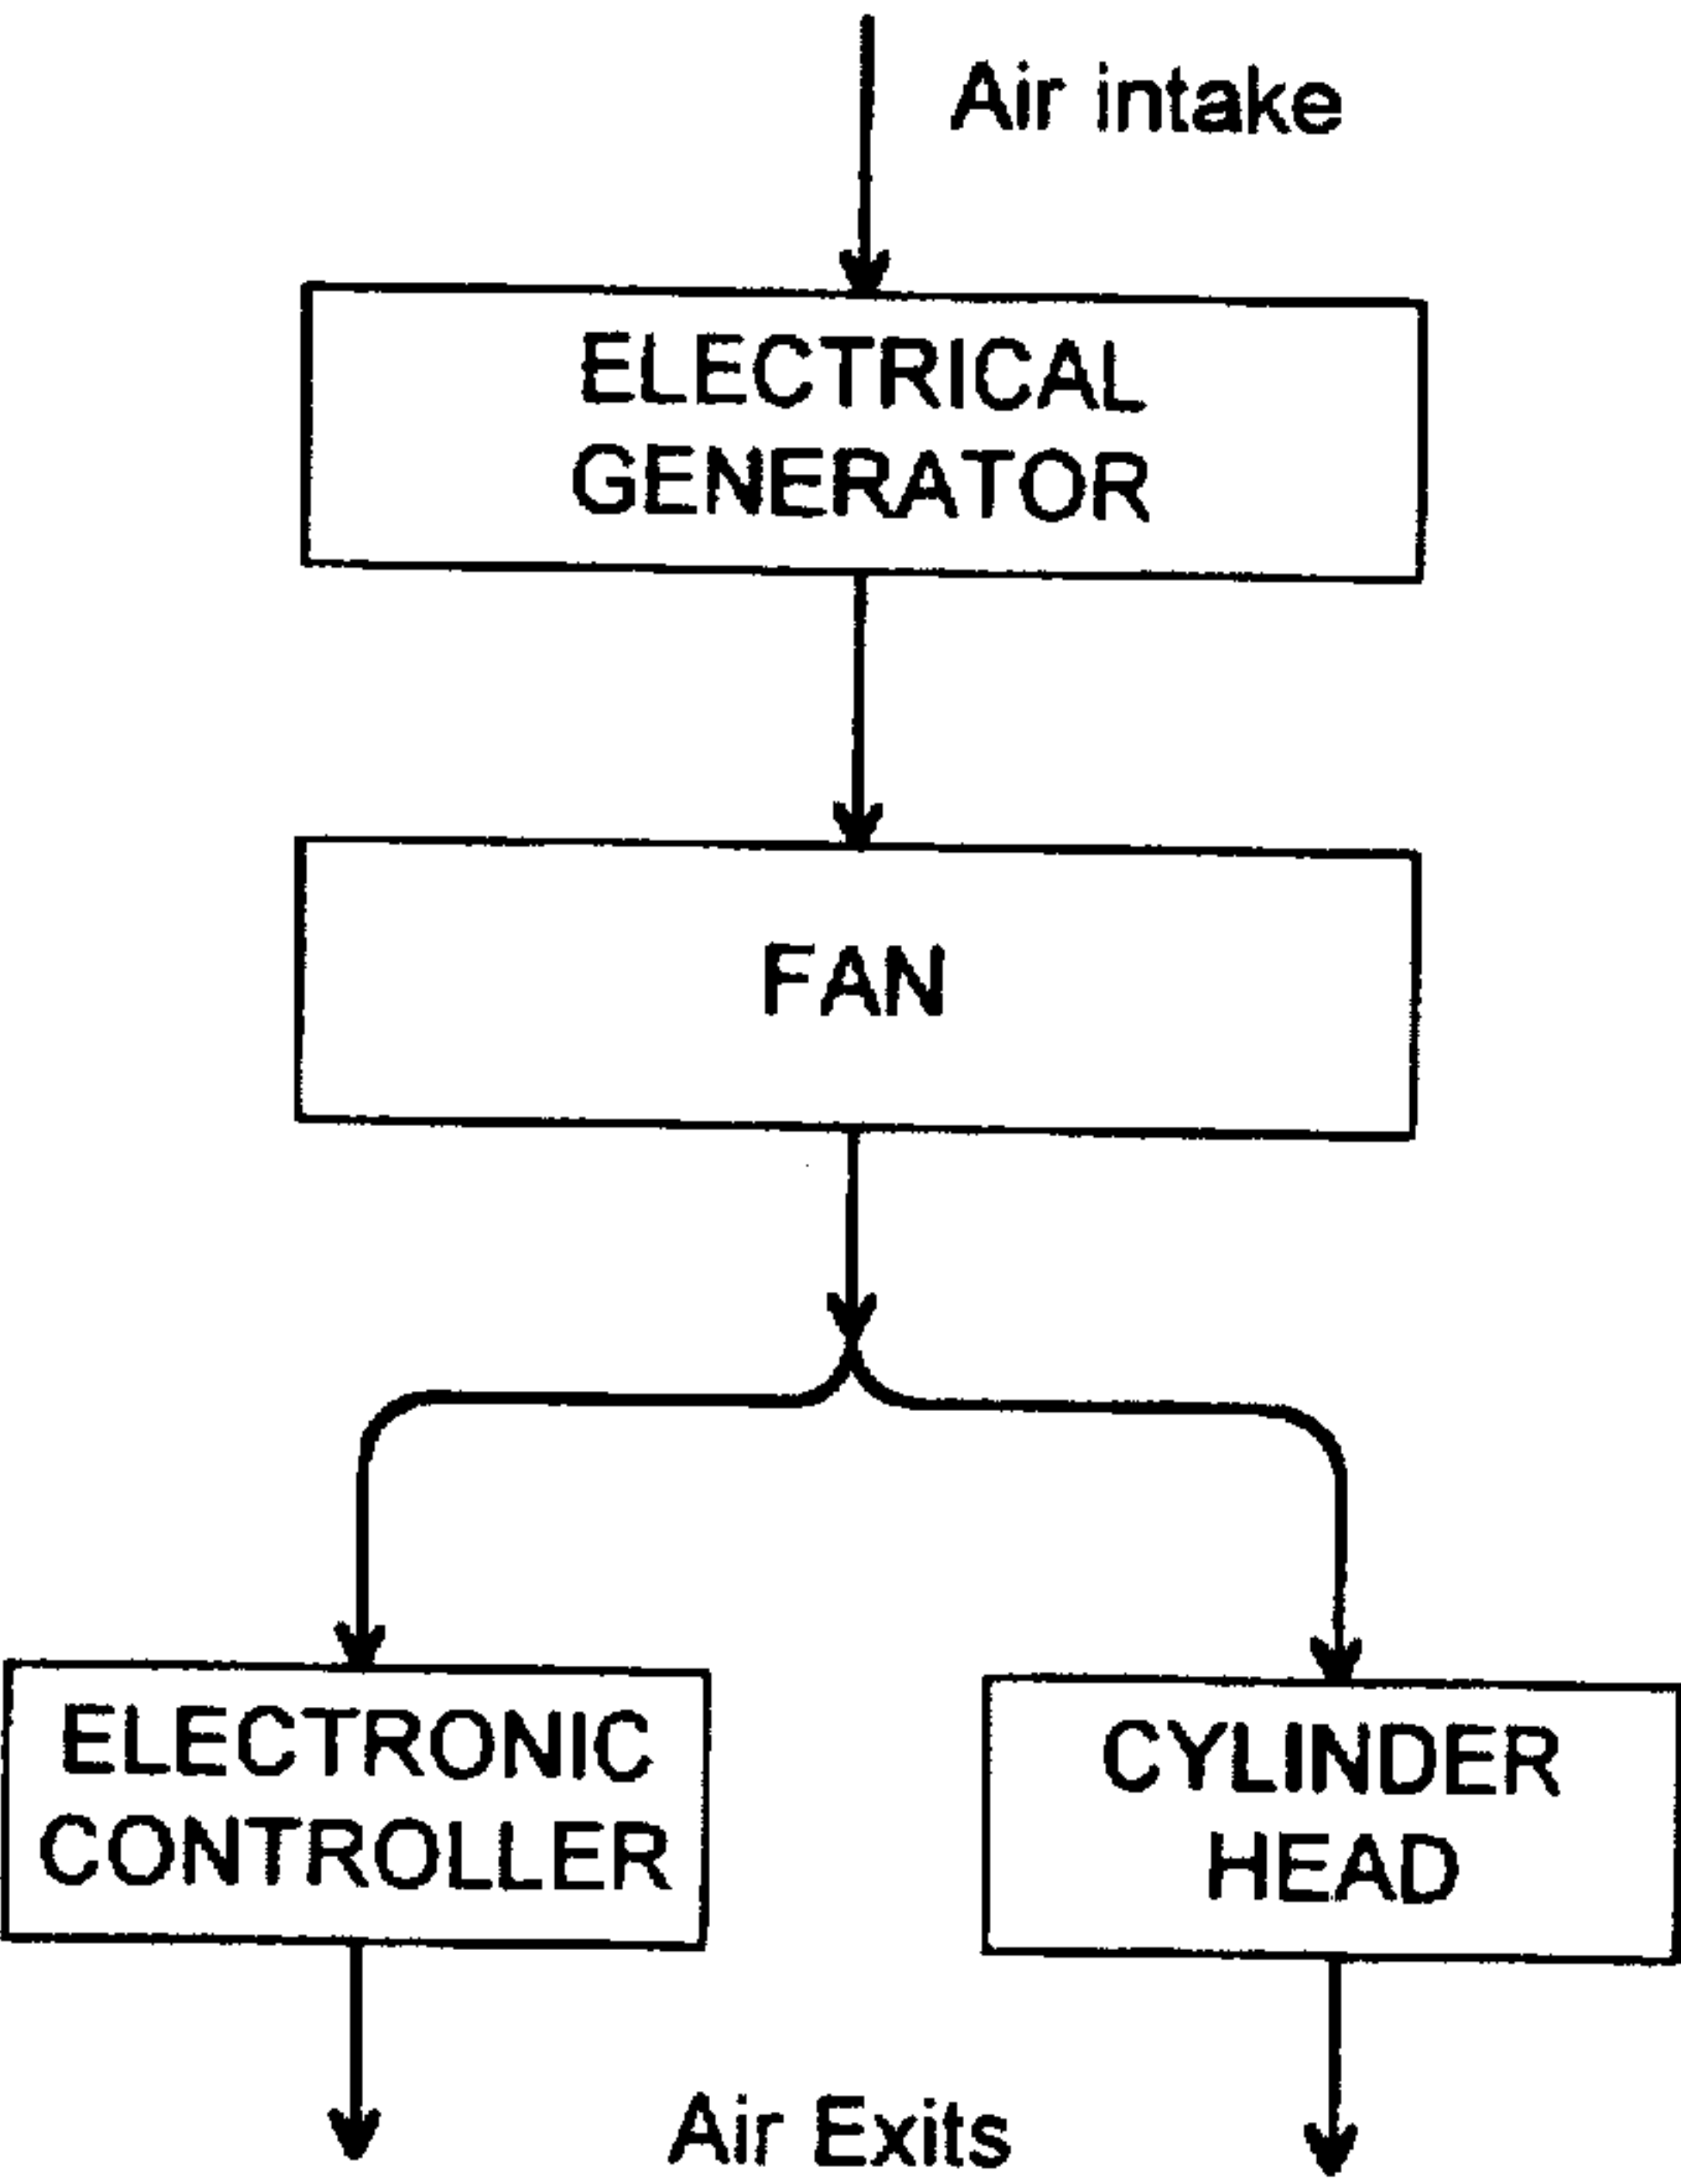 Air intake
ELECTRICAL
GENERATOR
FAN
ELECTRONIC
CONTROLLER
CYLINDER
HEAD
Air Exits